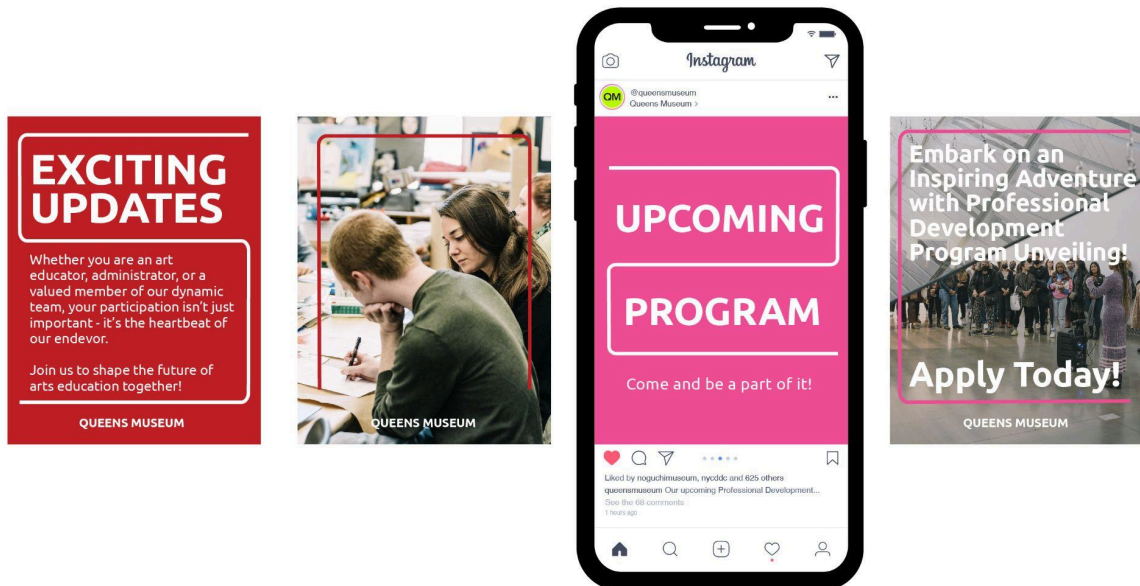 EXCITING
UPDATES
Whether you are an art
educator, administrator, or a
valued member of our dynamic
team, your participation isn't just
important - it's the heartbeat of
our endevor.
Join us to shape the future of
arts education together!
QUEENS MUSEUM
QUEENS MUSEUM
Instagram
QM
@queensmuseum
Queens Museum >
UPCOMING
PROGRAM
Come and be a part of it!
Liked by noguchimuseum, nycddc and 625 others
queensmuseum Our upcoming Professional Development...
See the 68 comments
1 hours ago
Embark on an
Inspiring Adventure
with Professional
Development
Program Unveiling!
Apply Today!
QUEENS MUSEUM